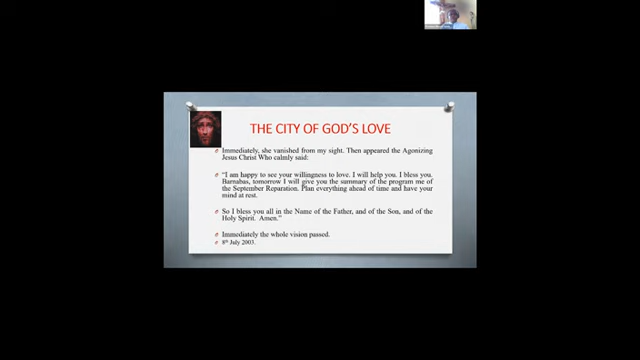 THE CITY OF GOD'S LOVE
Immediately, she vanished from my sight. Then appeared the Agonizing
Jesus Christ Who calmly said:
"I am happy to see your willingness to love. I will help you. I bless you.
Barnabas, tomorrow I will give you the summary of the program me of
the September Reparation. Plan everything ahead of time and have your
mind at rest.
So I bless you all in the Name of the Father, and of the Son, and of the
Holy Spirit. Amen."
Immediately the whole vision passed.
8th July 2003.